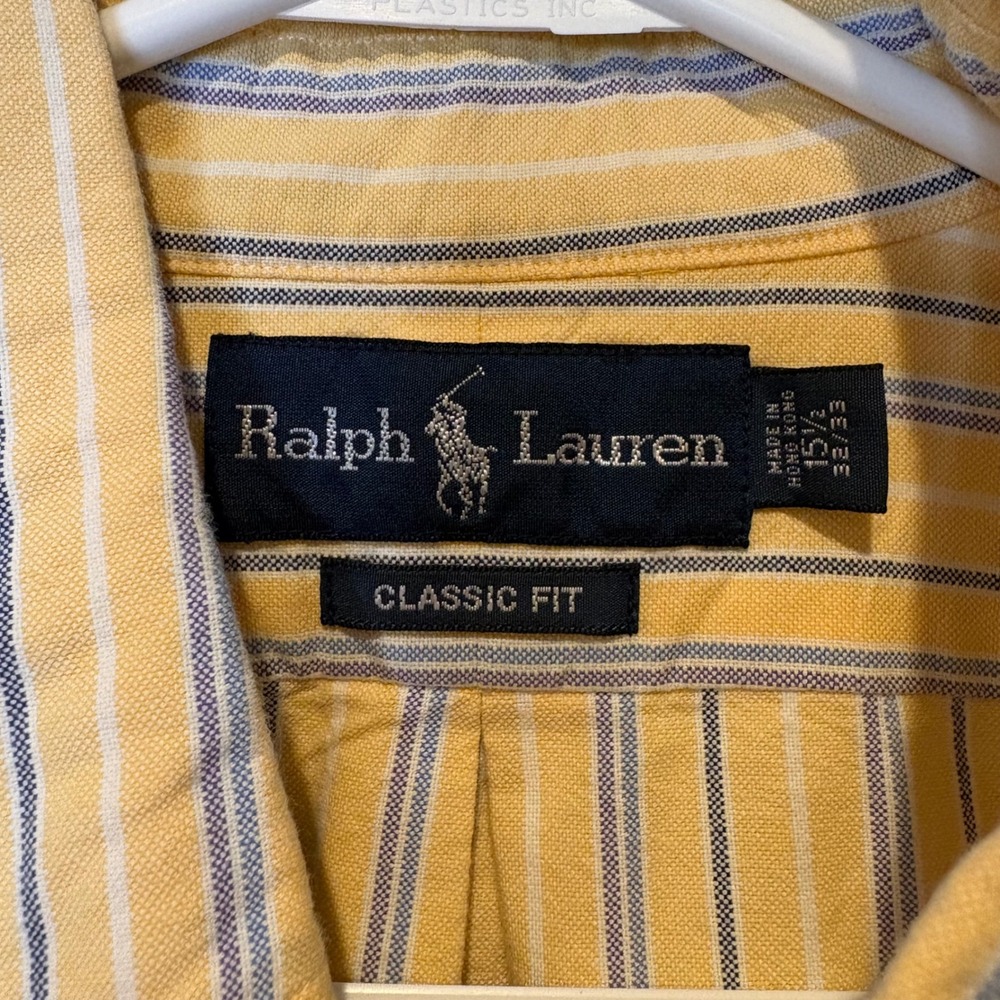 PLASTICS INC
Ralph Lauren
MADE IN
HONG KONG
15½
32/33
CLASSIC FIT